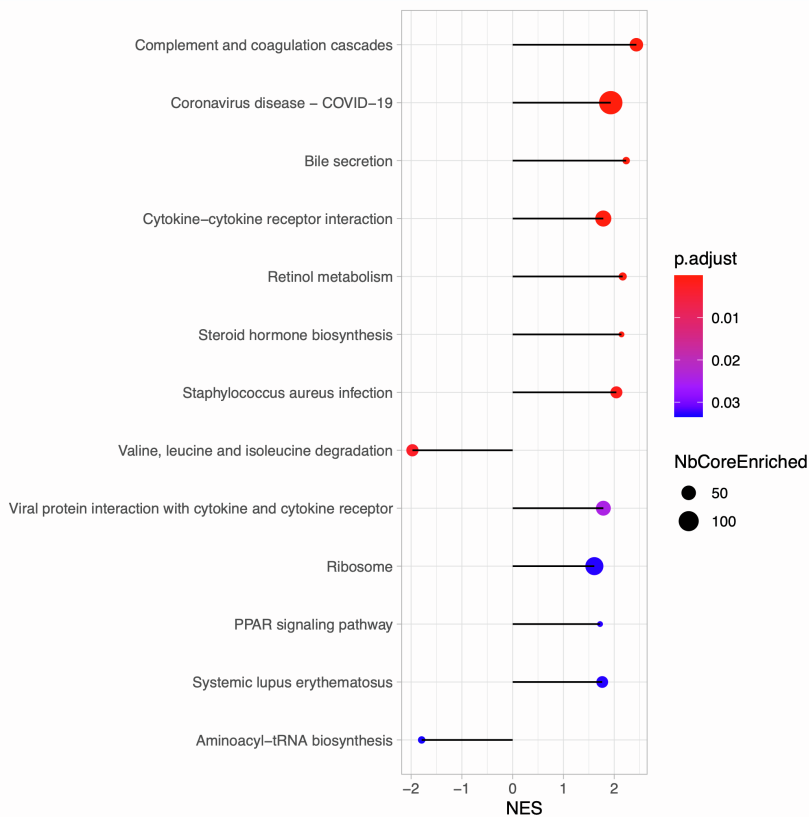 Complement and coagulation cascades
Coronavirus disease − COVID−19
Bile secretion
Cytokine−cytokine receptor interaction
Retinol metabolism
Steroid hormone biosynthesis
Staphylococcus aureus infection
Valine, leucine and isoleucine degradation
Viral protein interaction with cytokine and cytokine receptor
Ribosome
PPAR signaling pathway
Systemic lupus erythematosus
Aminoacyl−tRNA biosynthesis
−2 −1 0 1 2
NES
p.adjust
0.01
0.02
0.03
NbCoreEnriched
50
100